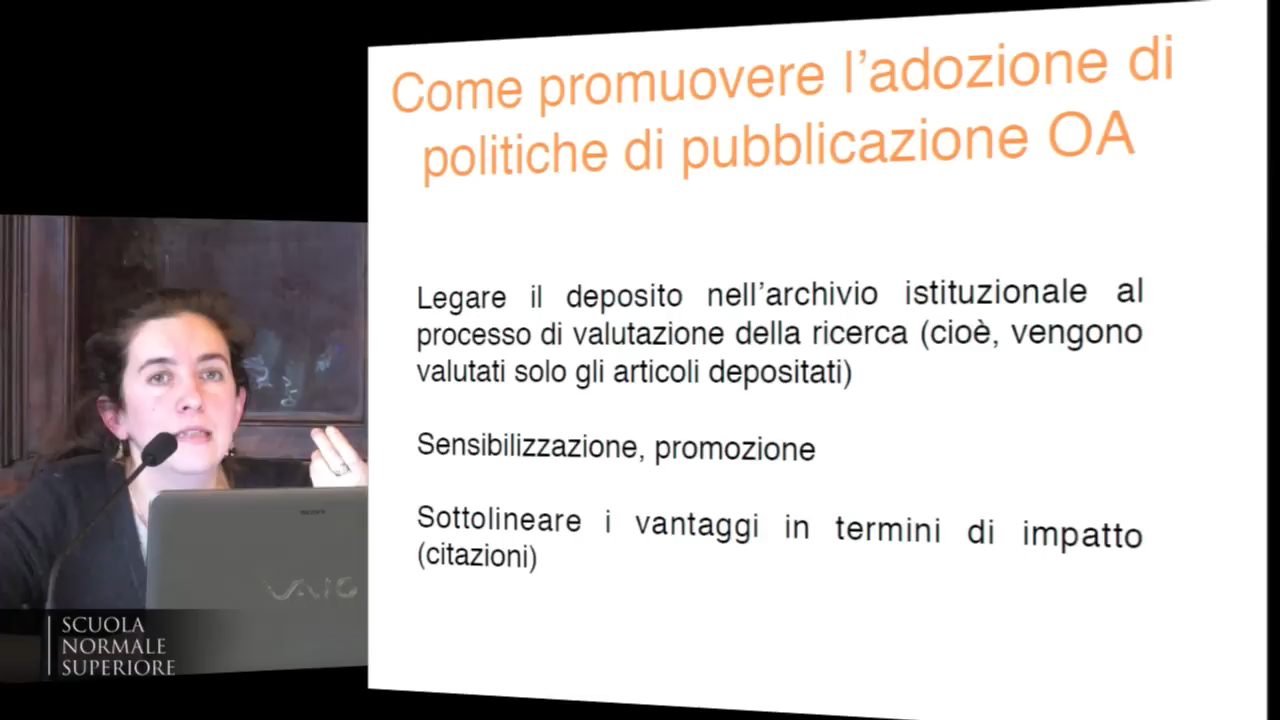 Come promuovere l’adozione di
politiche di pubblicazione OA
Legare il deposito nell’archivio istituzionale al
processo di valutazione della ricerca (cioè, vengono
valutati solo gli articoli depositati)
Sensibilizzazione, promozione
Sottolineare i vantaggi in termini di impatto
(citazioni)
SONY
VAIO
SCUOLA
NORMALE
SUPERIORE